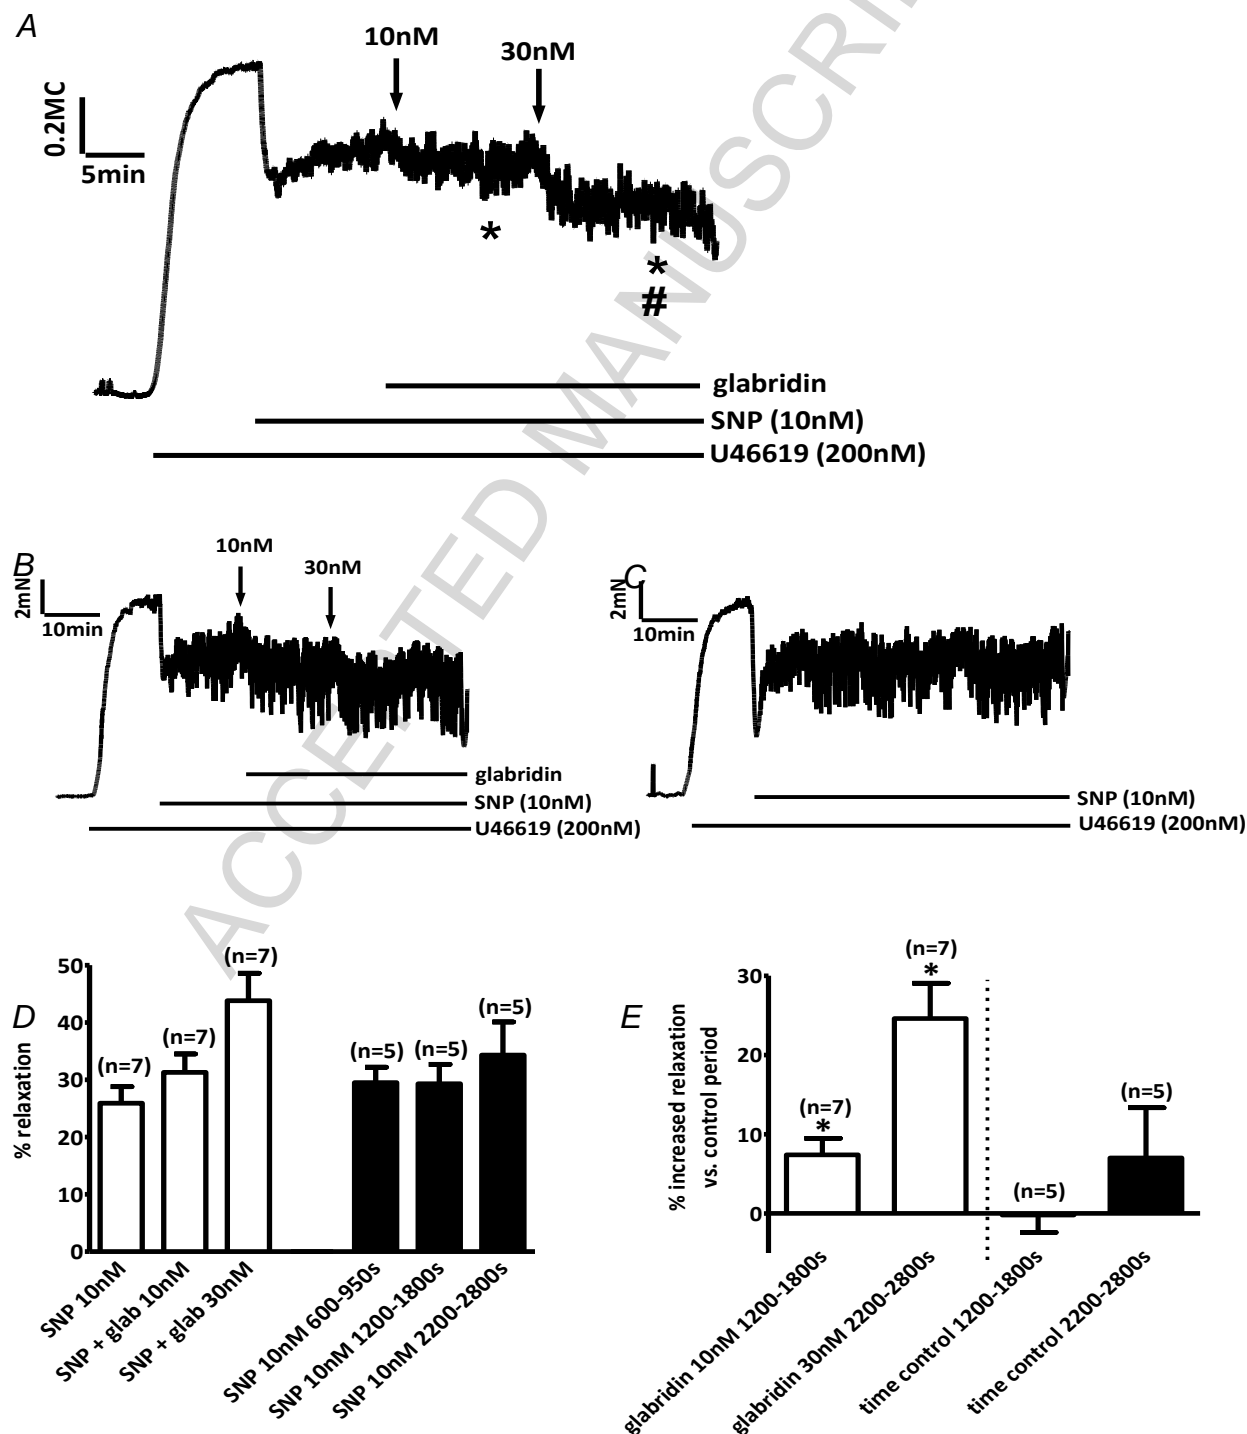 A
10nM
30nM
0.2MC
5min
*
*
#
glabridin
SNP (10nM)
U46619 (200nM)
ACCEPTED MANUSCRI
B
10nM
30nM
2mN
10min
glabridin
SNP (10nM)
U46619 (200nM)
C
2mN
10min
SNP (10nM)
U46619 (200nM)
D
% relaxation
50
40
30
20
10
0
(n=7)
(n=7)
(n=7)
(n=5)
(n=5)
(n=5)
SNP 10nM
SNP + glab 10nM
SNP + glab 30nM
SNP 10nM 600-950s
SNP 10nM 1200-1800s
SNP 10nM 2200-2800s
E
% increased relaxation
vs. control period
30
20
10
0
(n=7)
*
(n=7)
*
(n=5)
(n=5)
glabridin 10nM 1200-1800s
glabridin 30nM 2200-2800s
time control 1200-1800s
time control 2200-2800s